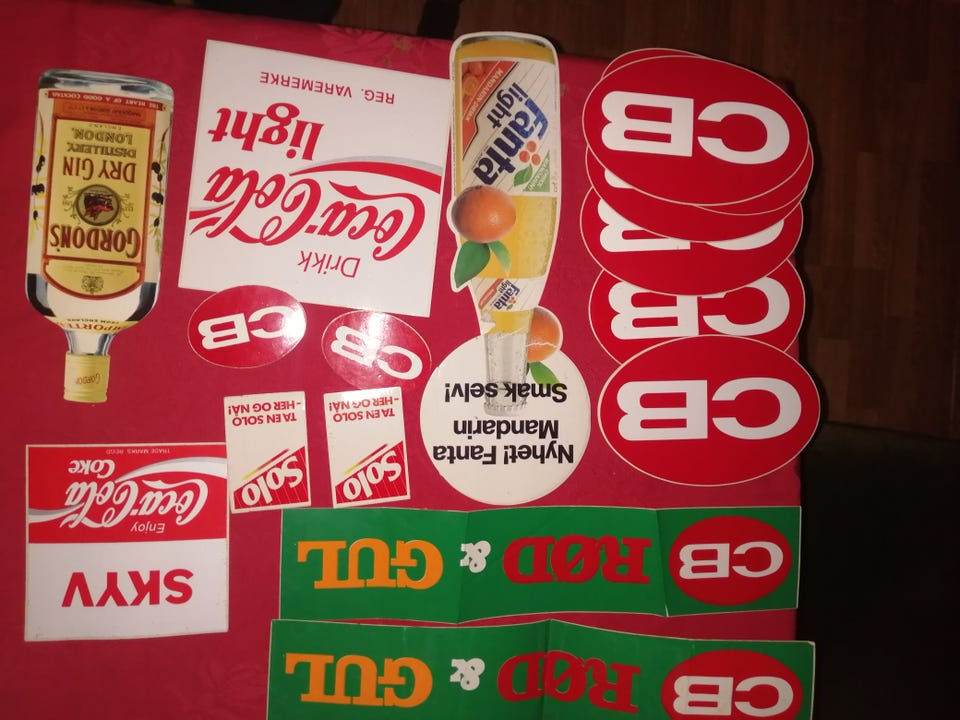 CB RØD & GUL
CB RØD & GUL
CB
CB
CB
CB
Nyhet! Fanta
Mandarin
Smak selv!
Fanta
light
Fanta
light
Solo
TA EN SOLO
-HER OG NÅ!
Solo
TA EN SOLO
-HER OG NÅ!
SKYV
Enjoy
Coca-Cola
COKE
TRADE MARKS REGD
CB
CB
Drikk
Coca-Cola
light
REG. VAREMERKE
GORDON'S
DRY GIN
DISTILLERY,
LONDON,
ENGLAND
THE HEART OF A GOOD COCKTAIL